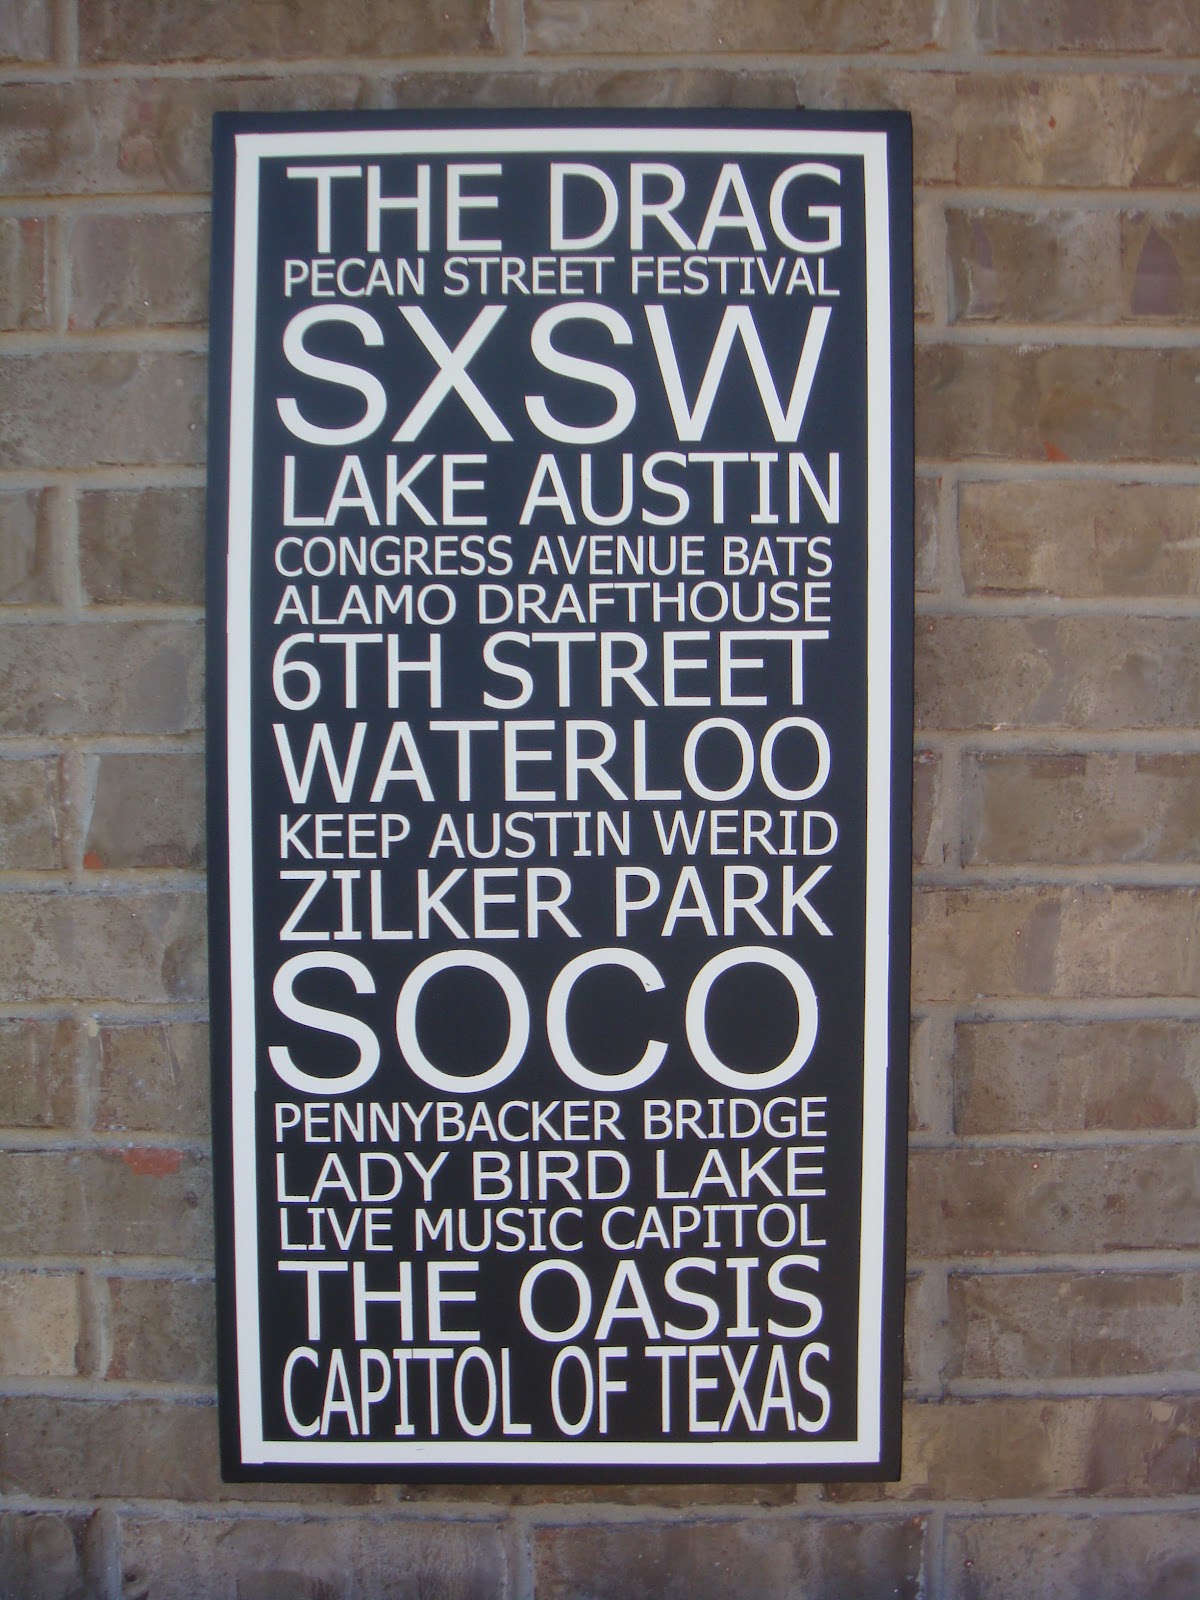 THE DRAG
PECAN STREET FESTIVAL
SXSW
LAKE AUSTIN
CONGRESS AVENUE BATS
ALAMO DRAFTHOUSE
6TH STREET
WATERLOO
KEEP AUSTIN WERID
ZILKER PARK
SOCO
PENNYBACKER BRIDGE
LADY BIRD LAKE
LIVE MUSIC CAPITOL
THE OASIS
CAPITOL OF TEXAS